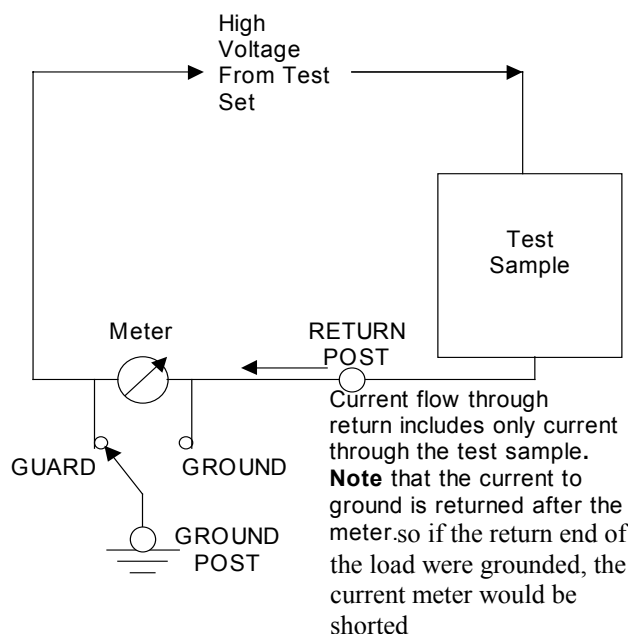 High
Voltage
From Test
Set
Test
Sample
Meter
RETURN
POST
Current flow through
return includes only current
through the test sample.
Note that the current to
ground is returned after the
meter.so if the return end of
the load were grounded, the
current meter would be
shorted
GUARD
GROUND
GROUND
POST